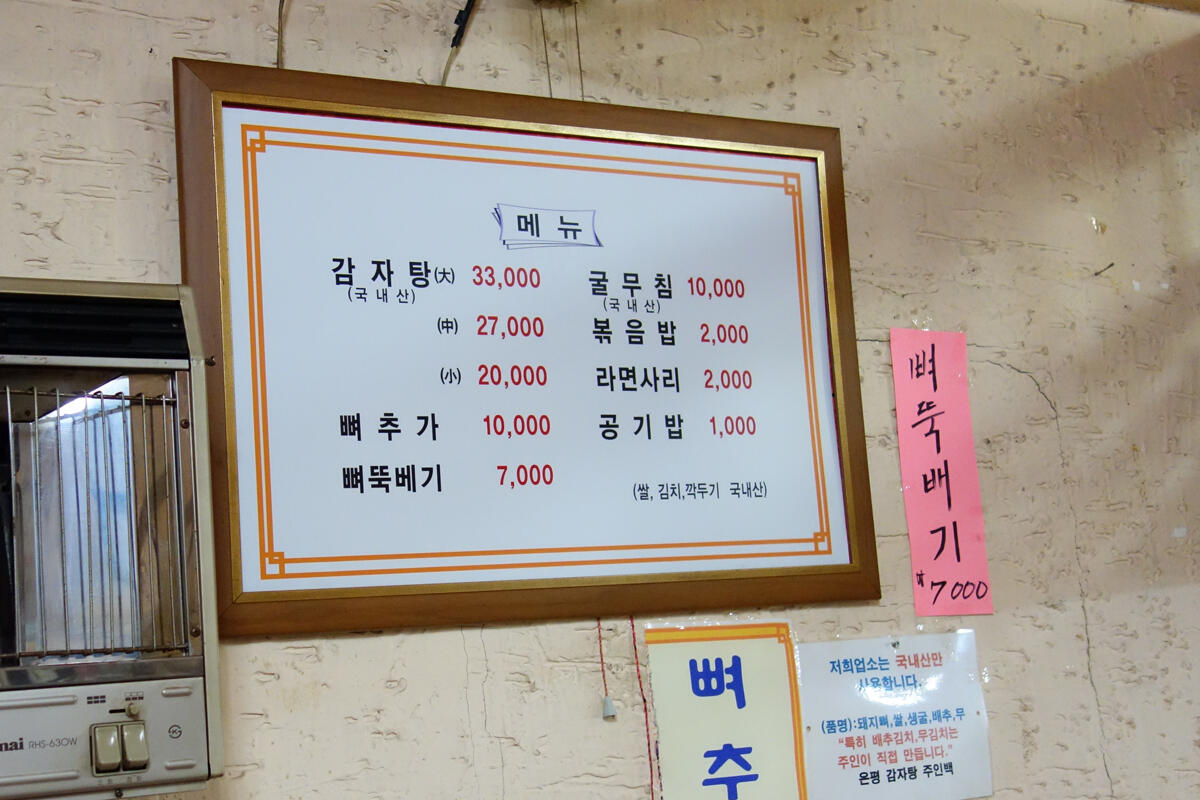 메 뉴
감 자 탕(大) 33,000
(국 내 산)
(中) 27,000
(小) 20,000
뼈 추 가 10,000
뼈뚝베기 7,000
굴 무 침 10,000
(국 내 산)
볶 음 밥 2,000
라면사리 2,000
공 기 밥 1,000
(쌀, 김치,깍두기 국내산)
뼈
뚝
배
기
₩7000
뼈
추
저희업소는 국내산만
사용합니다.
(품명):돼지뼈,쌀,생굴,배추,무
"특히 배추김치,무김치는
주인이 직접 만듭니다."
은평 감자탕 주인백
nai RHS-630W